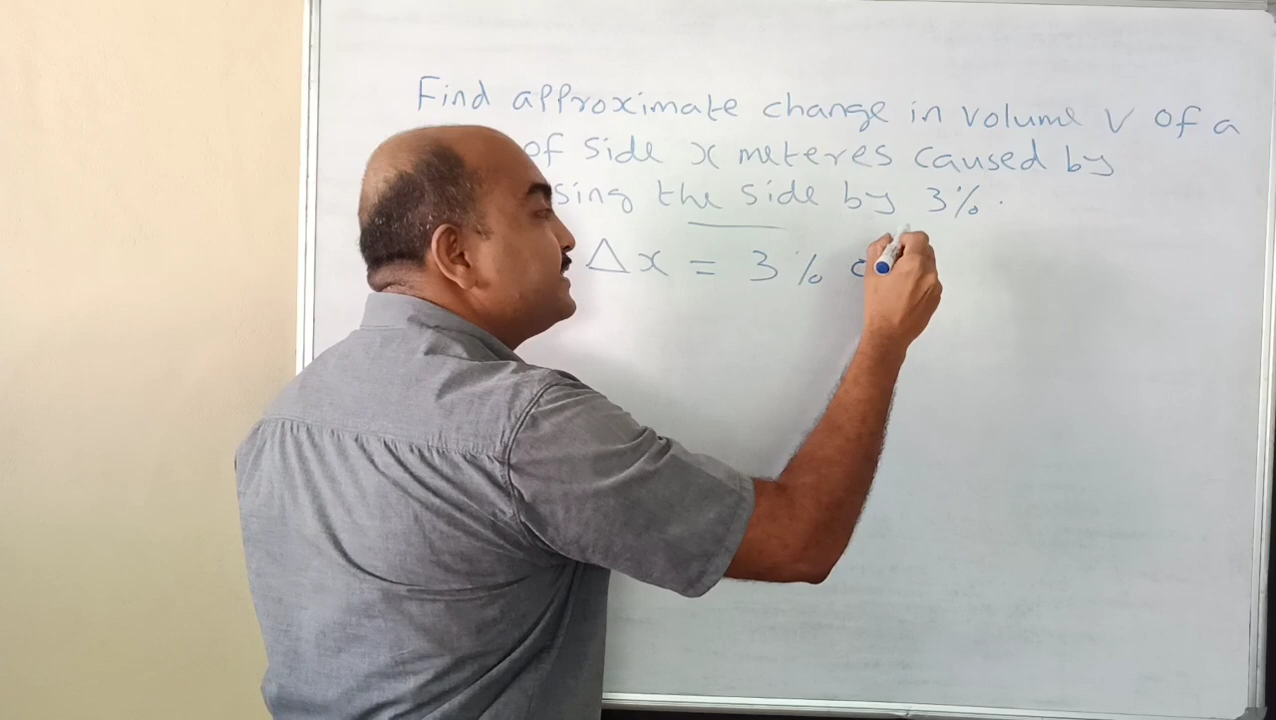 Find approximate change in volume V of a
of side x meteres caused by
sing the side by 3%.
Δx = 3%